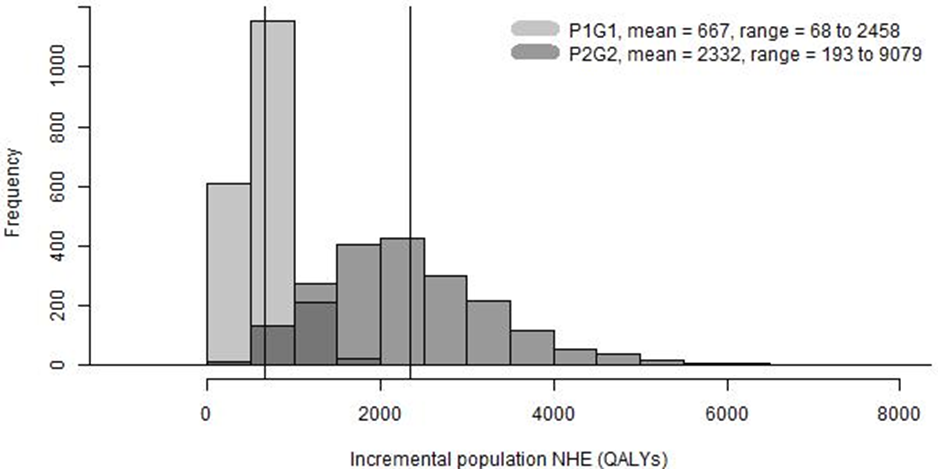 P1G1, mean = 667, range = 68 to 2458
P2G2, mean = 2332, range = 193 to 9079
Frequency
1000
800
600
400
200
0
0 2000 4000 6000 8000
Incremental population NHE (QALYs)